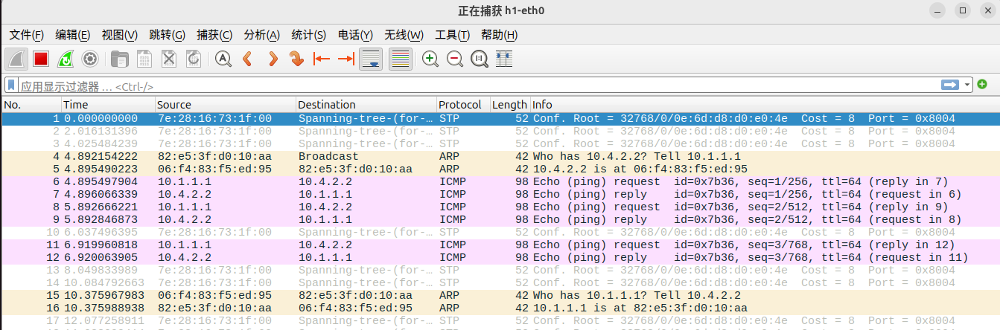 正在捕获 h1-eth0
文件(F) 编辑(E) 视图(V) 跳转(G) 捕获(C) 分析(A) 统计(S) 电话(Y) 无线(W) 工具(T) 帮助(H)
应用显示过滤器 … <Ctrl-/>
No. Time Source Destination Protocol Length Info
1 0.000000000 7e:28:16:73:1f:00 Spanning-tree-(for-… STP 52 Conf. Root = 32768/0/0e:6d:d8:d0:e0:4e Cost = 8 Port = 0x8004
2 2.016131396 7e:28:16:73:1f:00 Spanning-tree-(for-… STP 52 Conf. Root = 32768/0/0e:6d:d8:d0:e0:4e Cost = 8 Port = 0x8004
3 4.025484239 7e:28:16:73:1f:00 Spanning-tree-(for-… STP 52 Conf. Root = 32768/0/0e:6d:d8:d0:e0:4e Cost = 8 Port = 0x8004
4 4.892154222 82:e5:3f:d0:10:aa Broadcast ARP 42 Who has 10.4.2.2? Tell 10.1.1.1
5 4.895490223 06:f4:83:f5:ed:95 82:e5:3f:d0:10:aa ARP 42 10.4.2.2 is at 06:f4:83:f5:ed:95
6 4.895497904 10.1.1.1 10.4.2.2 ICMP 98 Echo (ping) request id=0x7b36, seq=1/256, ttl=64 (reply in 7)
7 4.896066339 10.4.2.2 10.1.1.1 ICMP 98 Echo (ping) reply id=0x7b36, seq=1/256, ttl=64 (request in 6)
8 5.892666221 10.1.1.1 10.4.2.2 ICMP 98 Echo (ping) request id=0x7b36, seq=2/512, ttl=64 (reply in 9)
9 5.892846873 10.4.2.2 10.1.1.1 ICMP 98 Echo (ping) reply id=0x7b36, seq=2/512, ttl=64 (request in 8)
10 6.037496395 7e:28:16:73:1f:00 Spanning-tree-(for-… STP 52 Conf. Root = 32768/0/0e:6d:d8:d0:e0:4e Cost = 8 Port = 0x8004
11 6.919960818 10.1.1.1 10.4.2.2 ICMP 98 Echo (ping) request id=0x7b36, seq=3/768, ttl=64 (reply in 12)
12 6.920063905 10.4.2.2 10.1.1.1 ICMP 98 Echo (ping) reply id=0x7b36, seq=3/768, ttl=64 (request in 11)
13 8.049833989 7e:28:16:73:1f:00 Spanning-tree-(for-… STP 52 Conf. Root = 32768/0/0e:6d:d8:d0:e0:4e Cost = 8 Port = 0x8004
14 10.084792663 7e:28:16:73:1f:00 Spanning-tree-(for-… STP 52 Conf. Root = 32768/0/0e:6d:d8:d0:e0:4e Cost = 8 Port = 0x8004
15 10.375967983 06:f4:83:f5:ed:95 82:e5:3f:d0:10:aa ARP 42 Who has 10.1.1.1? Tell 10.4.2.2
16 10.375988938 82:e5:3f:d0:10:aa 06:f4:83:f5:ed:95 ARP 42 10.1.1.1 is at 82:e5:3f:d0:10:aa
17 12.077258911 7e:28:16:73:1f:00 Spanning-tree-(for-… STP 52 Conf. Root = 32768/0/0e:6d:d8:d0:e0:4e Cost = 8 Port = 0x8004